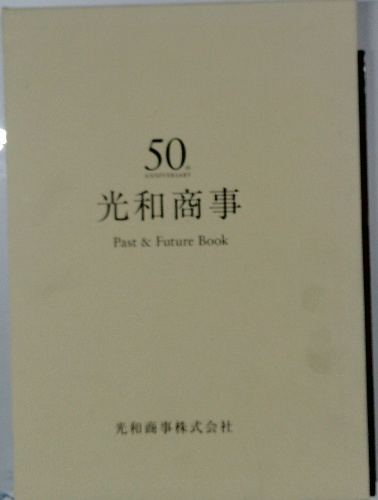 50th
ANNIVERSARY
光和商事
Past & Future Book
光和商事株式会社